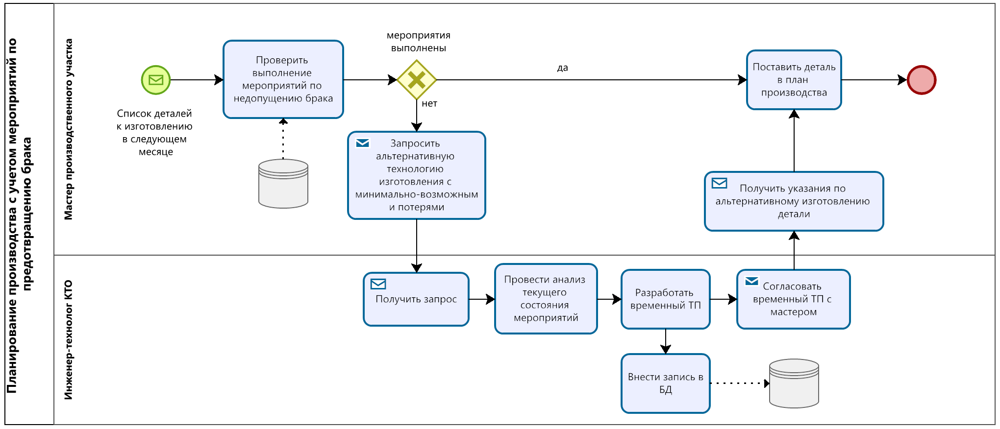 Планирование производства с учетом мероприятий по
предотвращению брака
Мастер производственного участка
Список деталей
к изготовлению
в следующем
месяце
Проверить
выполнение
мероприятий по
недопущению брака
мероприятия
выполнены
да
нет
Запросить
альтернативную
технологию
изготовления с
минимально-возможным
и потерями
Поставить деталь
в план
производства
Получить указания по
альтернативному изготовлению
детали
Инженер-технолог КТО
Получить запрос
Провести анализ
текущего
состояния
мероприятий
Разработать
временный ТП
Согласовать
временный ТП с
мастером
Внести запись в
БД